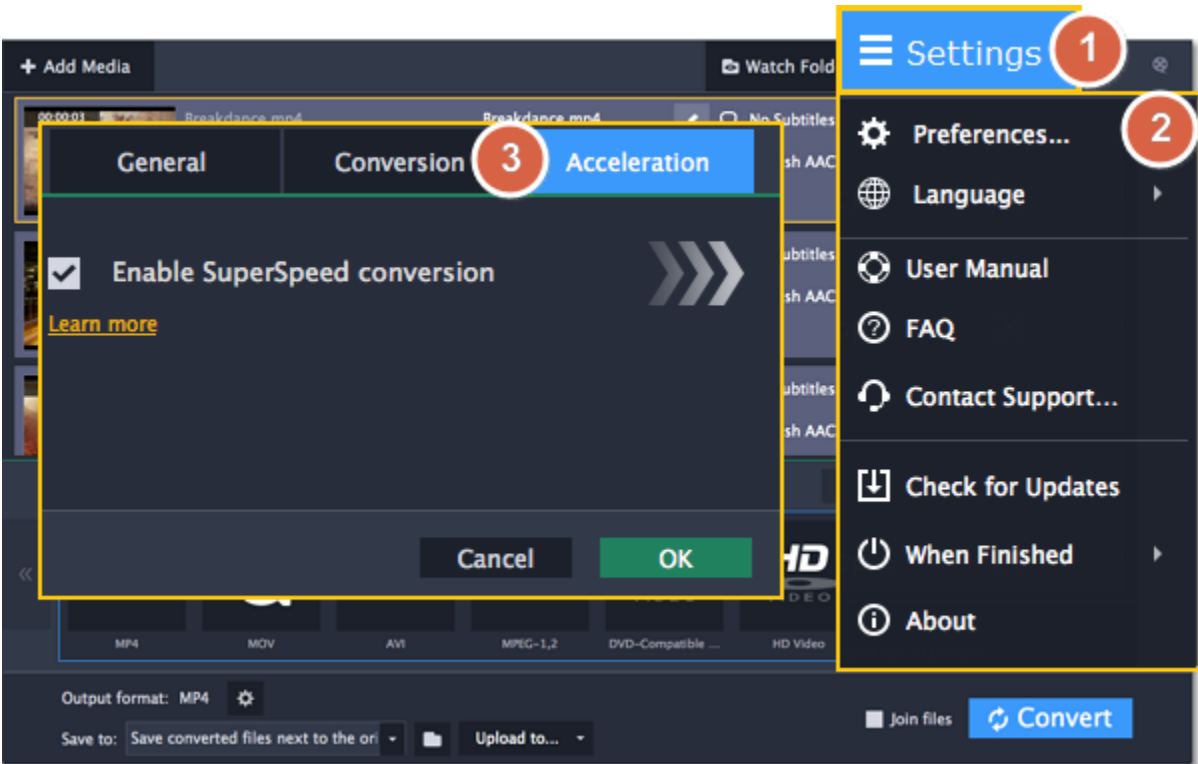 Settings
1
+ Add Media
Watch Fold
00:00:03
Breakdance mp4
Breakdance mp4
No Subtitles
2
Preferences...
Language
User Manual
FAQ
Contact Support...
Check for Updates
When Finished
About
General
Conversion
3
Acceleration
Enable SuperSpeed conversion
Learn more
Cancel
OK
sh AAC
ubtitles
sh AAC
ubtitles
sh AAC
HD
VIDEO
MP4
MOV
AVI
MPEG-1,2
DVD-Compatible ...
HD Video
Output format: MP4
Save to: Save converted files next to the ori
Upload to...
Join files
Convert